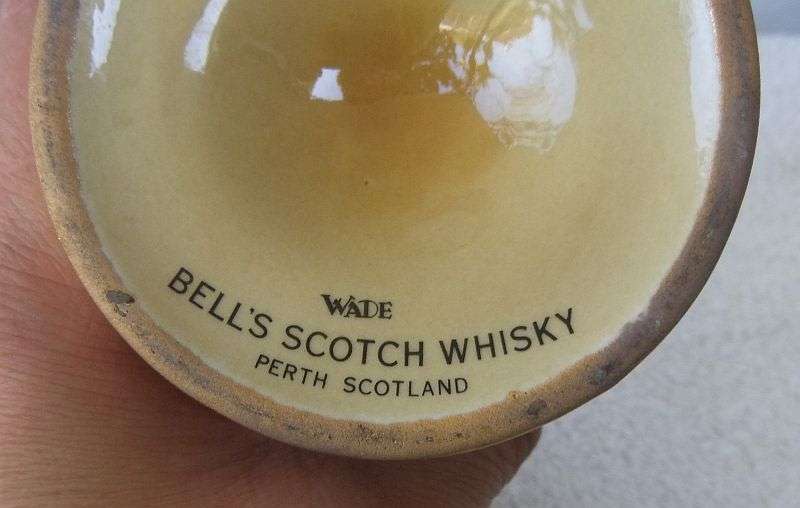 WADE
BELL'S SCOTCH WHISKY
PERTH SCOTLAND